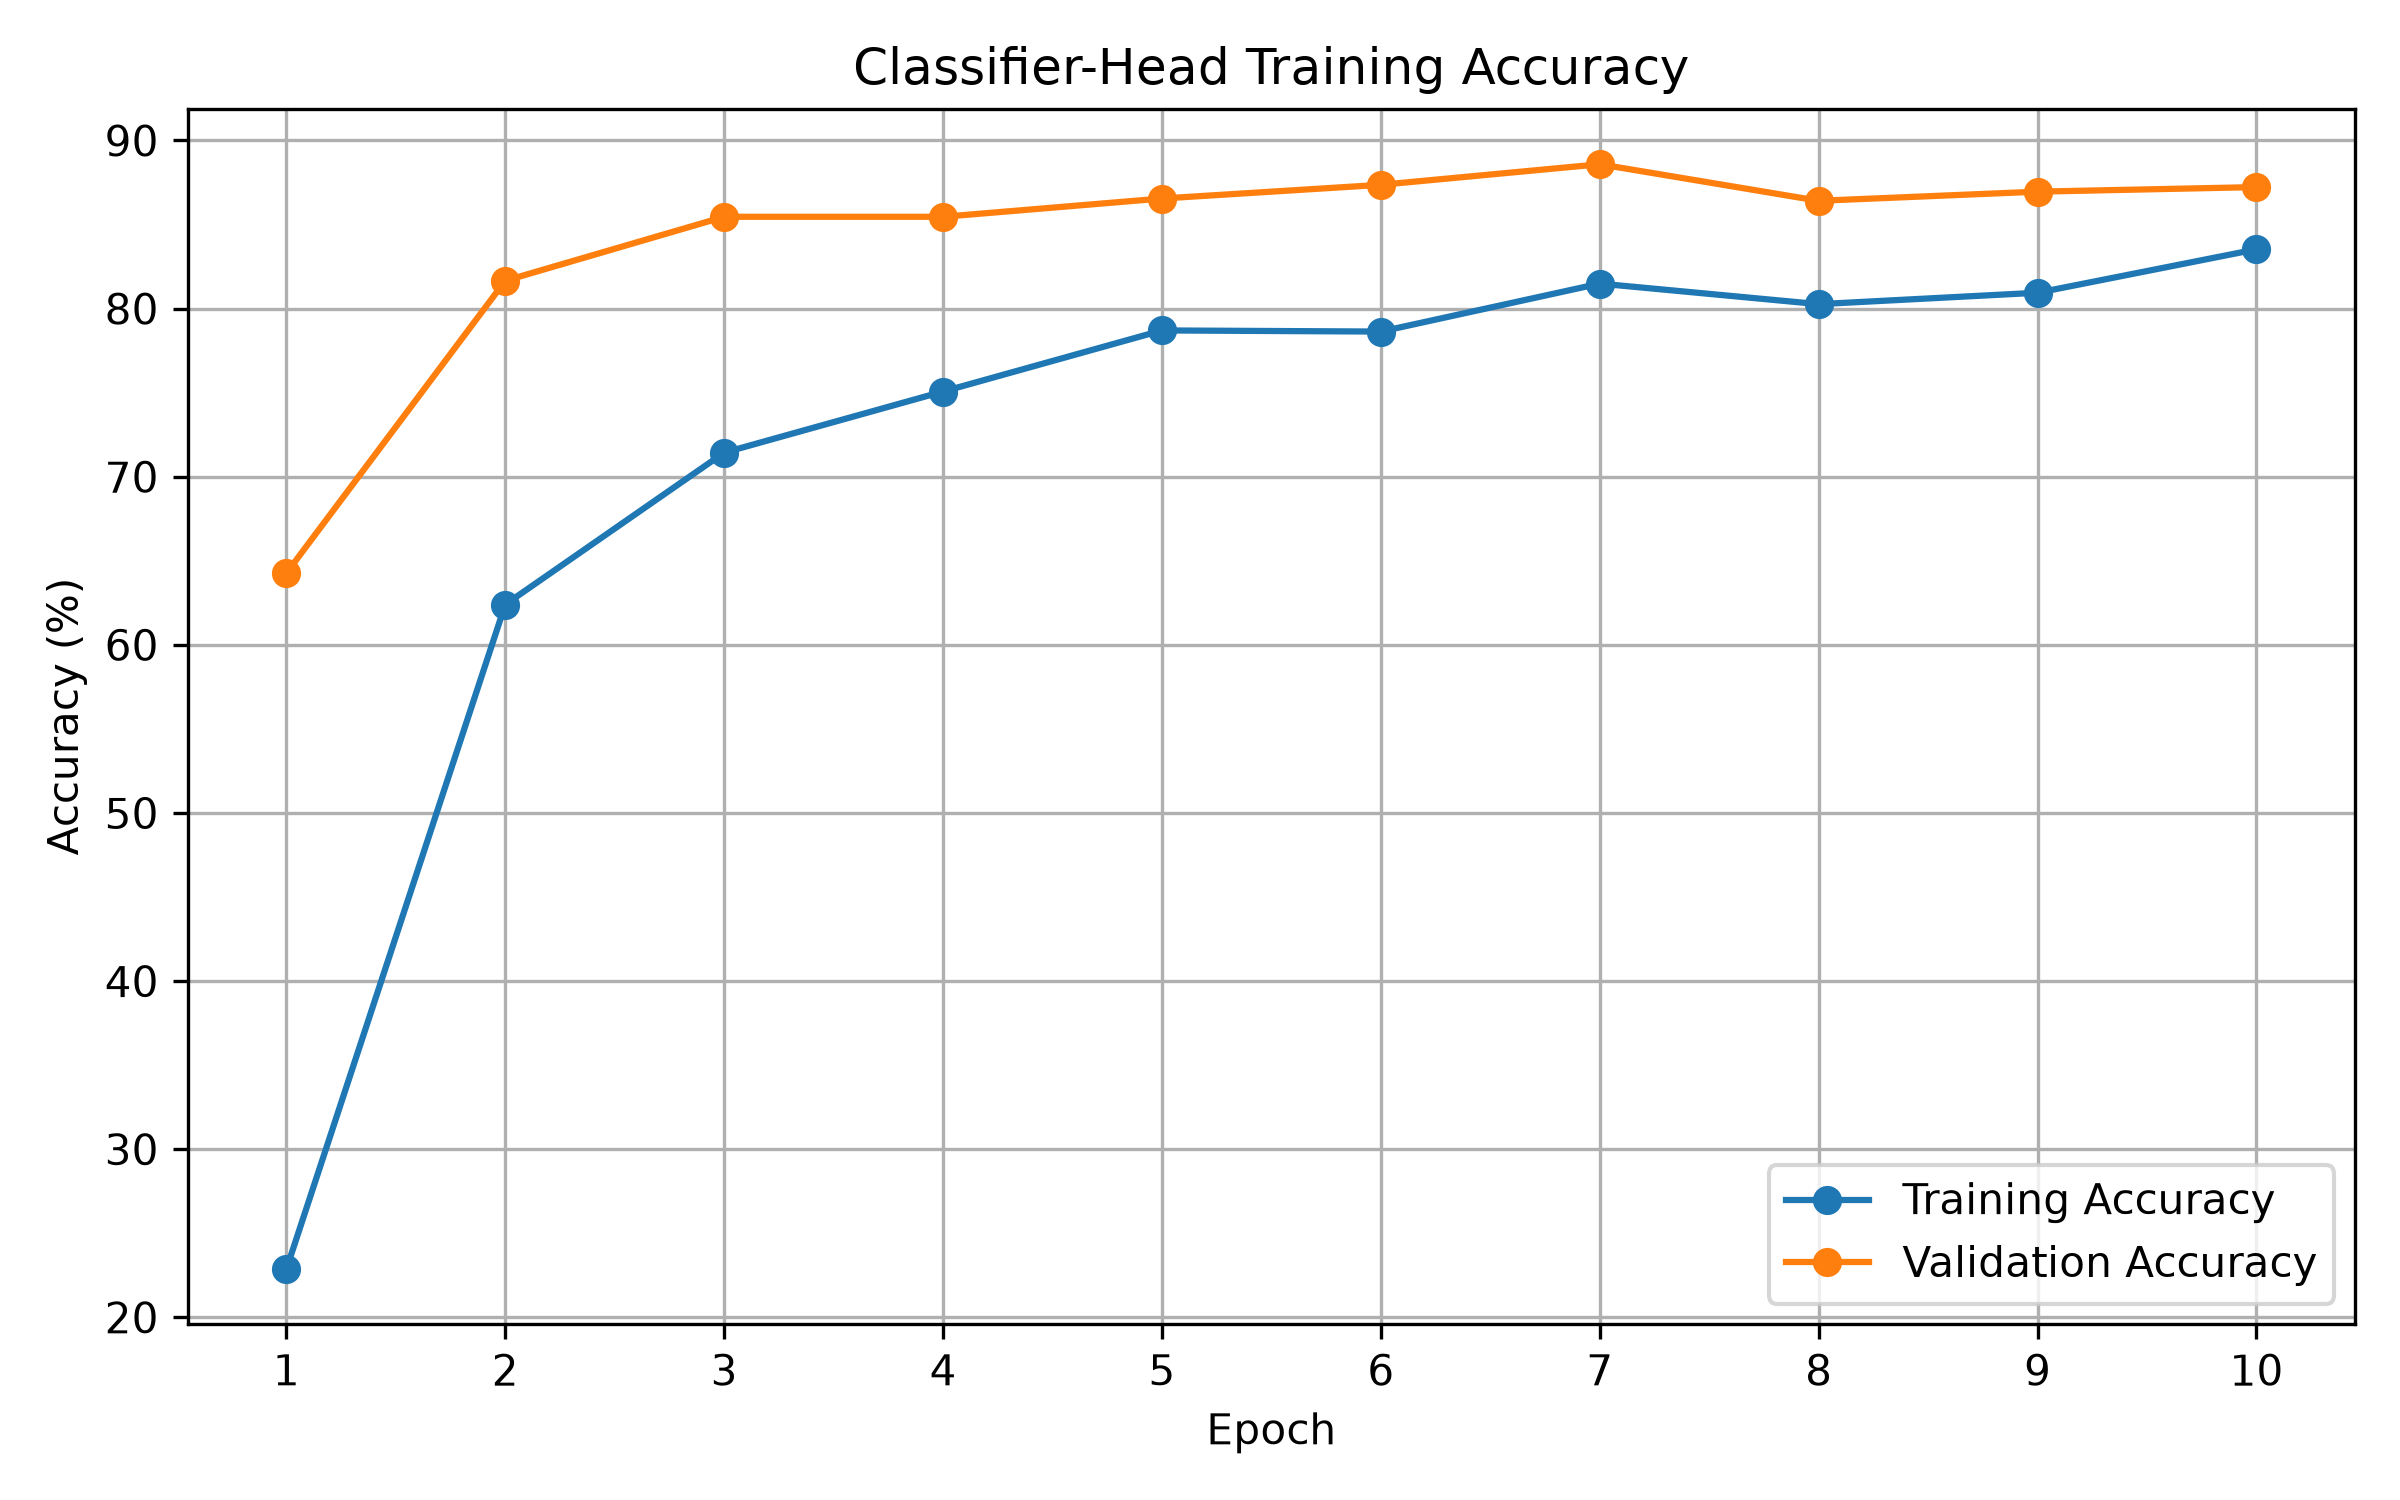 Classifier-Head Training Accuracy
90
80
70
60
50
40
30
20
Accuracy (%)
Training Accuracy
Validation Accuracy
1 2 3 4 5 6 7 8 9 10
Epoch